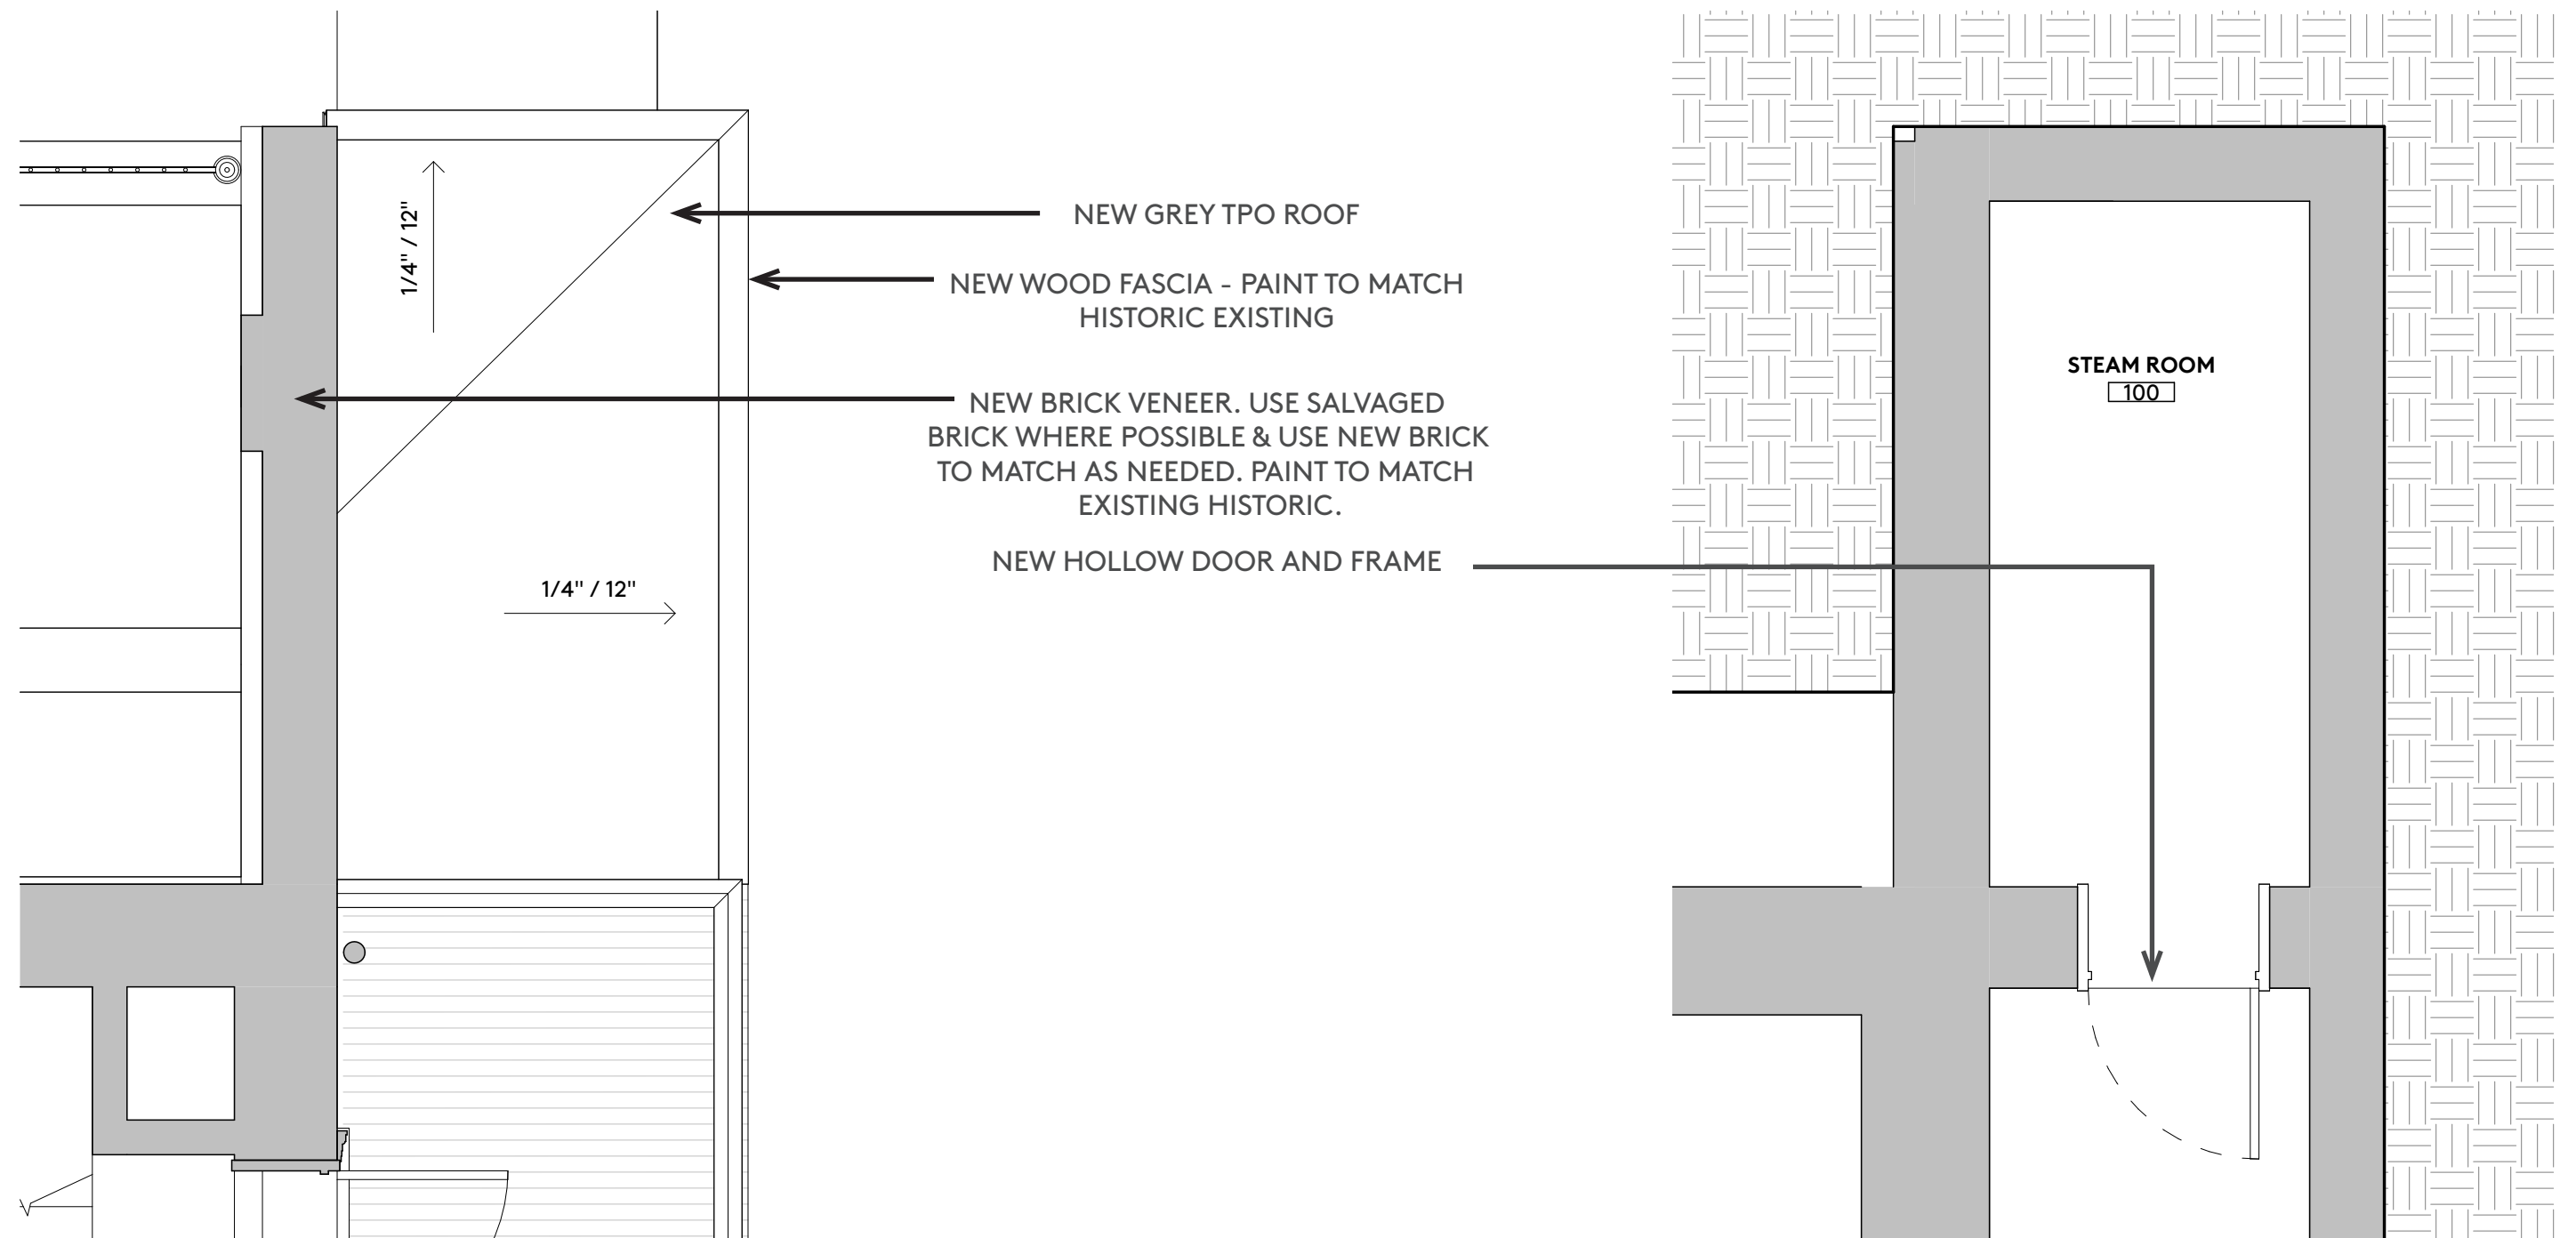 1/4" / 12"
NEW GREY TPO ROOF
NEW WOOD FASCIA - PAINT TO MATCH
HISTORIC EXISTING
NEW BRICK VENEER. USE SALVAGED
BRICK WHERE POSSIBLE & USE NEW BRICK
TO MATCH AS NEEDED. PAINT TO MATCH
EXISTING HISTORIC.
NEW HOLLOW DOOR AND FRAME
1/4" / 12"
STEAM ROOM
100